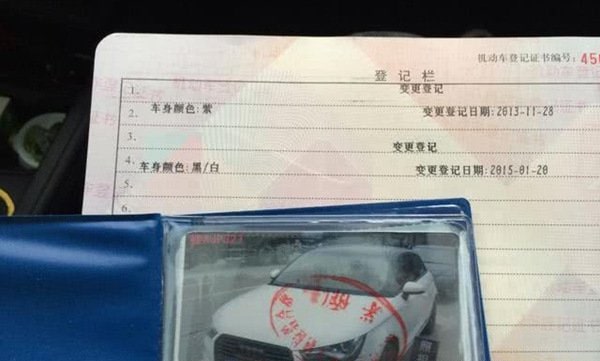 机动车登记证书编号: 450
登记栏
1. 变更登记
2. 车身颜色:紫 变更登记日期:2013-11-28
3. 变更登记
4. 车身颜色:黑/白 变更登记日期:2015-01-20
5.
6.